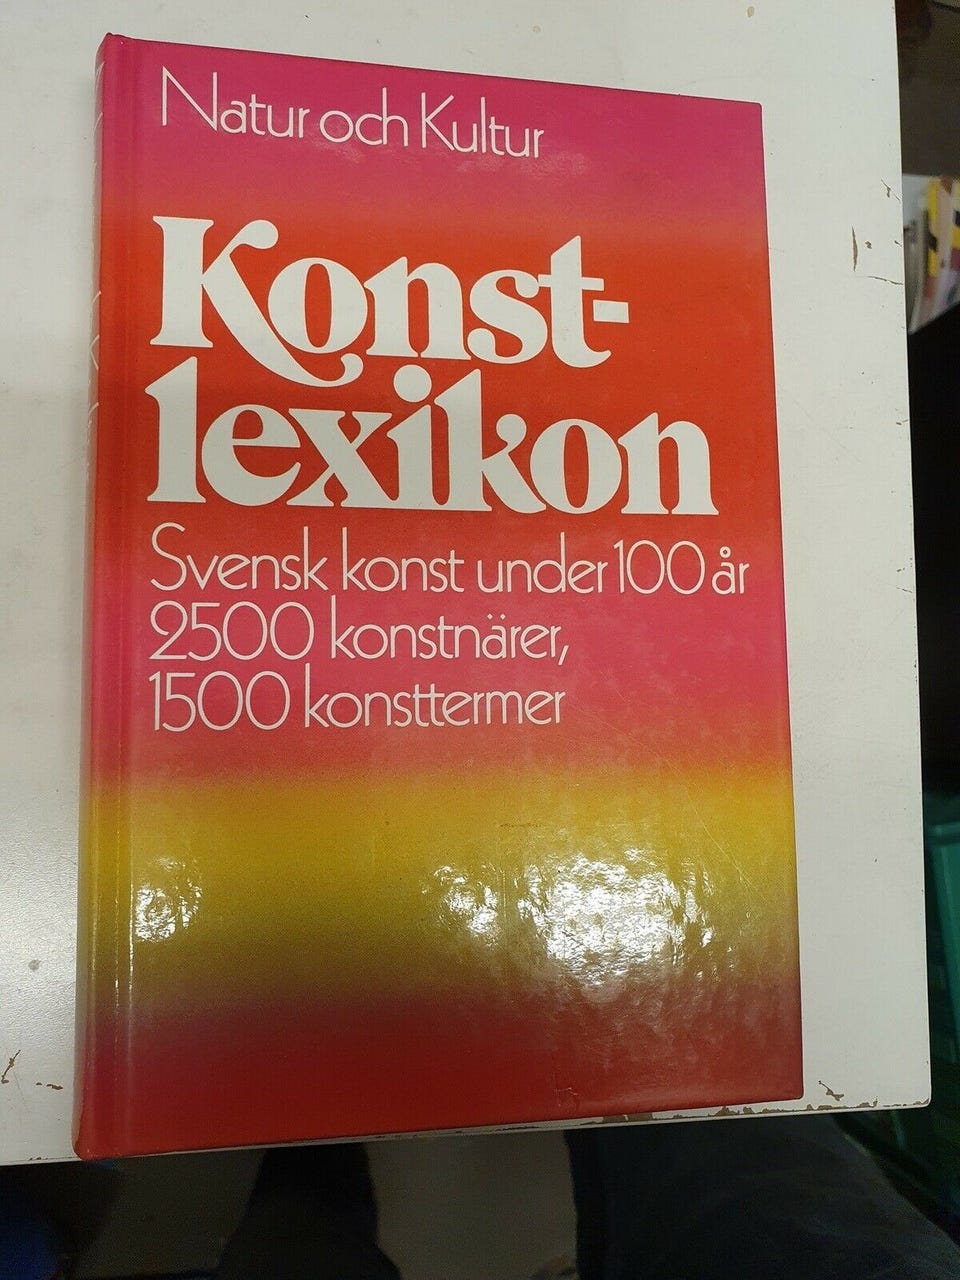 Natur och Kultur
Konst-
lexikon
Svensk konst under 100 år
2500 konstnärer,
1500 konsttermer